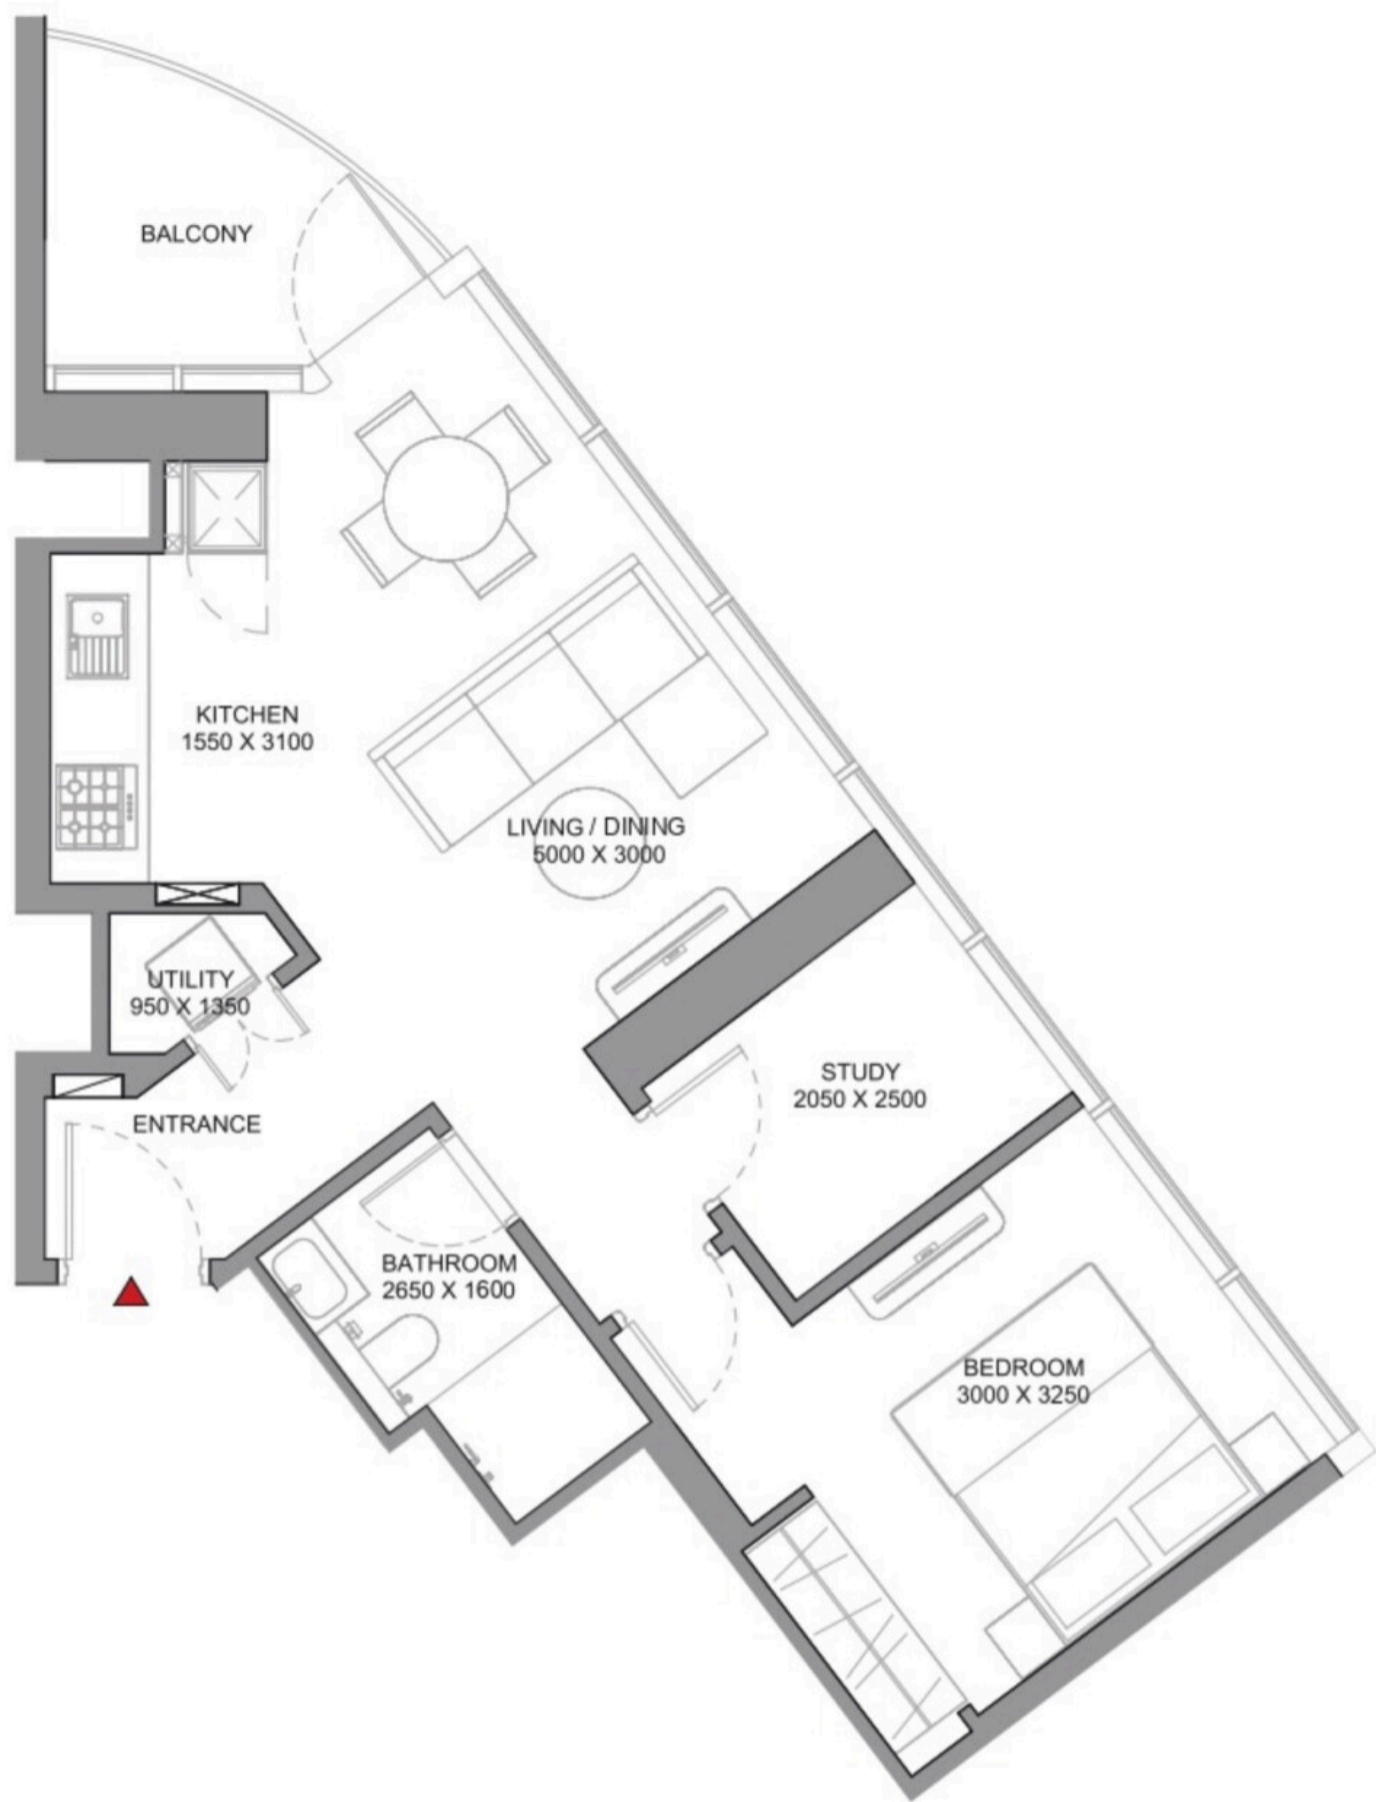 BALCONY
KITCHEN
1550 X 3100
LIVING / DINING
5000 X 3000
UTILITY
950 X 1350
STUDY
2050 X 2500
ENTRANCE
BATHROOM
2650 X 1600
BEDROOM
3000 X 3250